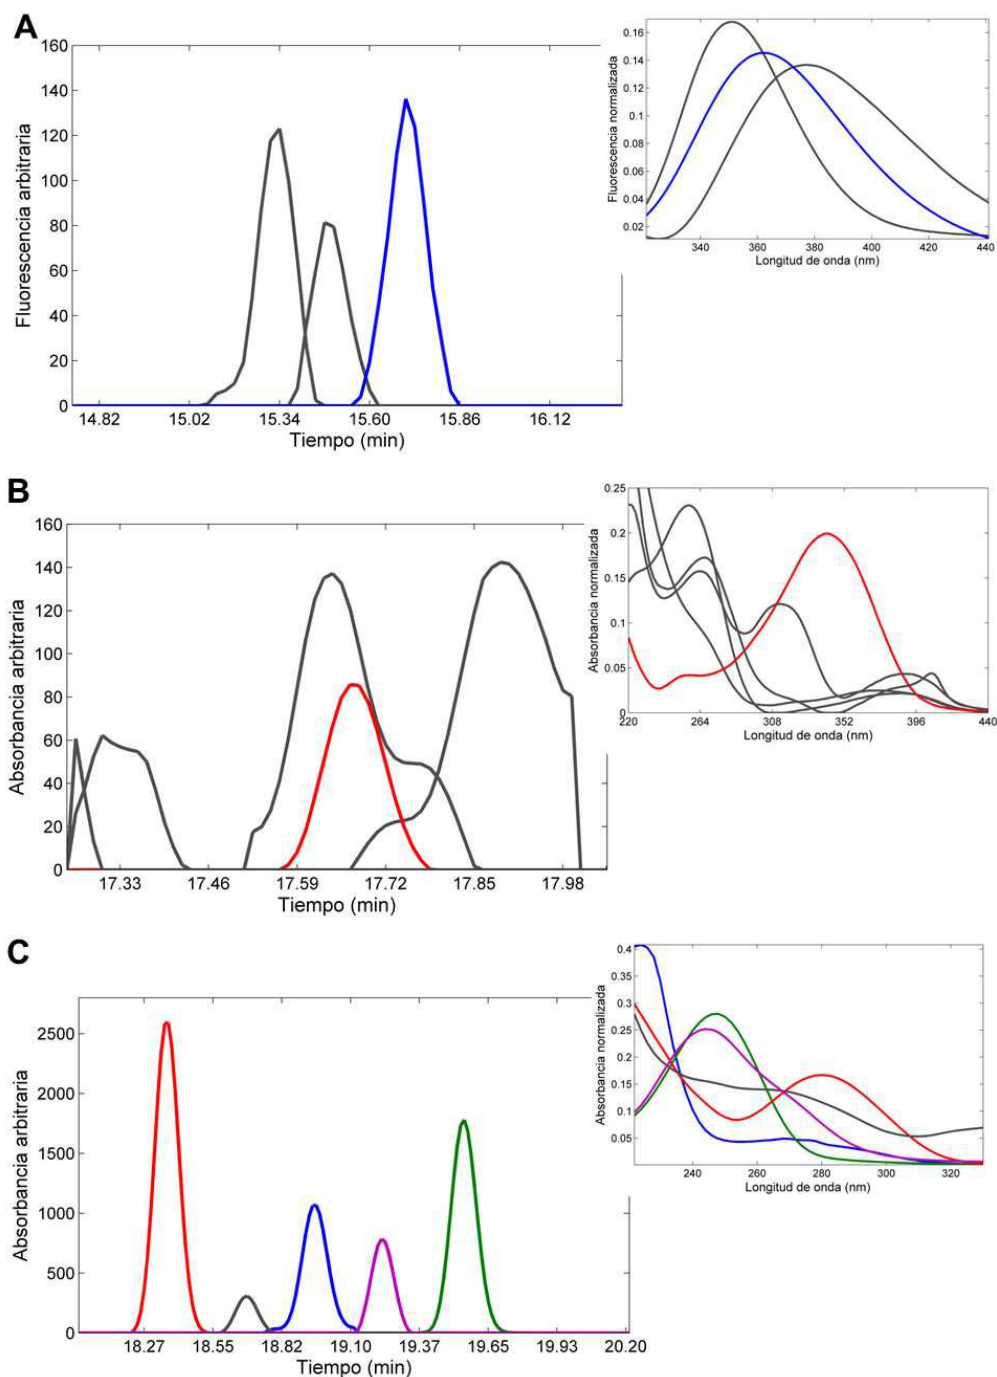 A
160
140
120
100
80
60
40
20
0
14.82 15.02 15.34 15.60 15.86 16.12
Tiempo (min)
Fluorescencia arbitraria
0.16
0.14
0.12
0.1
0.08
0.06
0.04
0.02
340 360 380 400 420 440
Longitud de onda (nm)
Fluorescencia normalizada
B
160
140
120
100
80
60
40
20
0
17.33 17.46 17.59 17.72 17.85 17.98
Tiempo (min)
Absorbancia arbitraria
0.25
0.2
0.15
0.1
0.05
0
220 264 308 352 396 440
Longitud de onda (nm)
Absorbancia normalizada
C
2500
2000
1500
1000
500
0
18.27 18.55 18.82 19.10 19.37 19.65 19.93 20.20
Tiempo (min)
Absorbancia arbitraria
0.4
0.35
0.3
0.25
0.2
0.15
0.1
0.05
240 260 280 300 320
Longitud de onda (nm)
Absorbancia normalizada